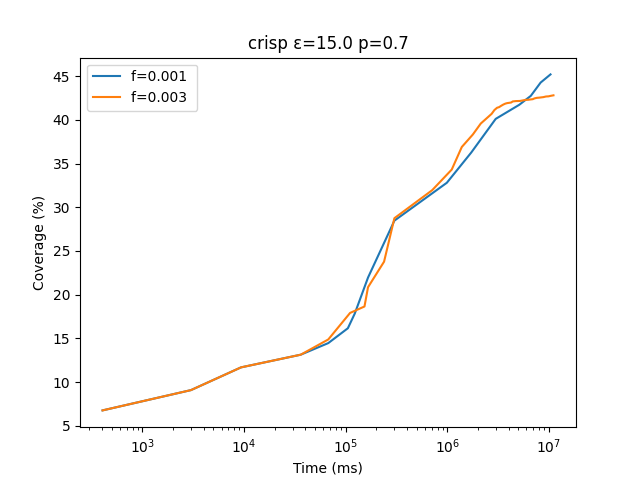 crisp ε=15.0 p=0.7
f=0.001
f=0.003
Coverage (%)
45
40
35
30
25
20
15
10
5
10³ 10⁴ 10⁵ 10⁶ 10⁷
Time (ms)